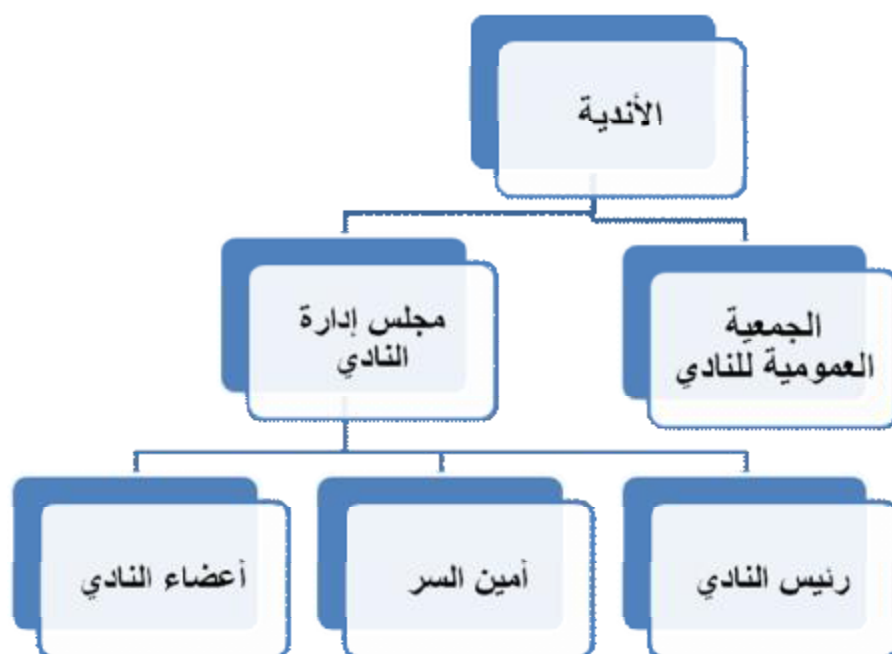 الأندية
الجمعية
العمومية للنادي
مجلس إدارة
النادي
رئيس النادي
أمين السر
أعضاء النادي